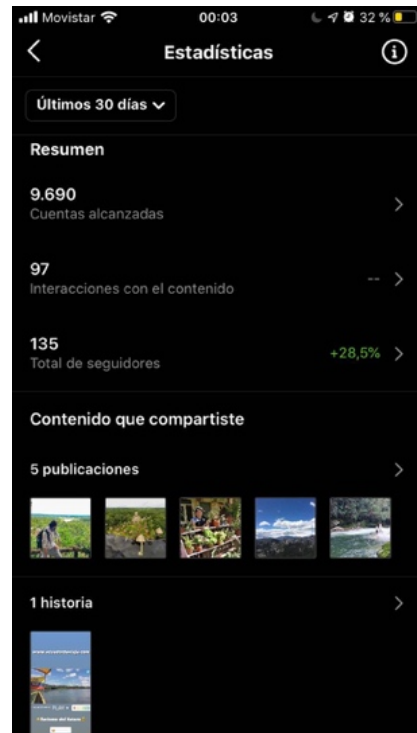 Movistar 00:03 32 %
Estadísticas
Últimos 30 días
Resumen
9.690
Cuentas alcanzadas
97
Interacciones con el contenido --
135
Total de seguidores +28,5%
Contenido que compartiste
5 publicaciones
1 historia